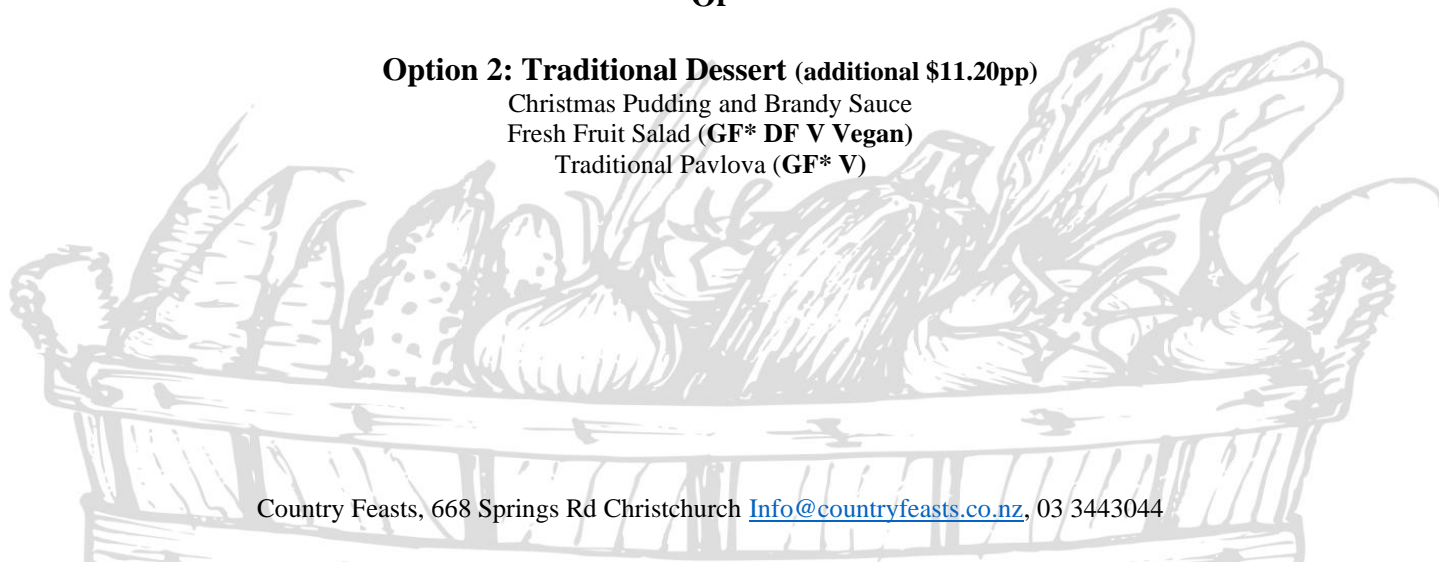 Or
Option 2: Traditional Dessert (additional $11.20pp)
Christmas Pudding and Brandy Sauce
Fresh Fruit Salad (GF* DF V Vegan)
Traditional Pavlova (GF* V)
Country Feasts, 668 Springs Rd Christchurch Info@countryfeasts.co.nz, 03 3443044